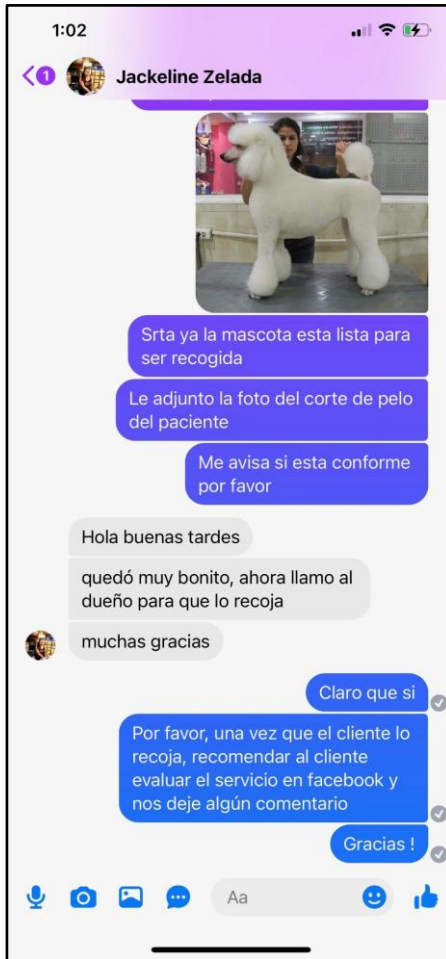 1:02
1
Jackeline Zelada
Srta ya la mascota esta lista para
ser recogida
Le adjunto la foto del corte de pelo
del paciente
Me avisa si esta conforme
por favor
Hola buenas tardes
quedó muy bonito, ahora llamo al
dueño para que lo recoja
muchas gracias
Claro que si
Por favor, una vez que el cliente lo
recoja, recomendar al cliente
evaluar el servicio en facebook y
nos deje algún comentario
Gracias !
Aa